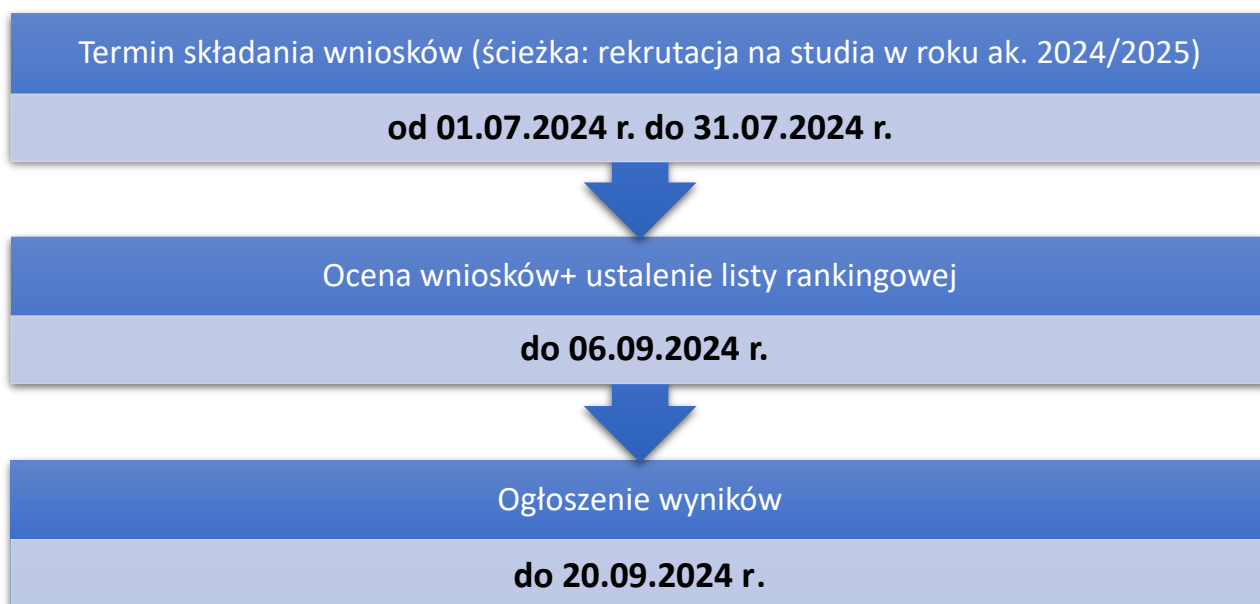 Termin składania wniosków (ścieżka: rekrutacja na studia w roku ak. 2024/2025)
od 01.07.2024 r. do 31.07.2024 r.
Ocena wniosków+ ustalenie listy rankingowej
do 06.09.2024 r.
Ogłoszenie wyników
do 20.09.2024 r.